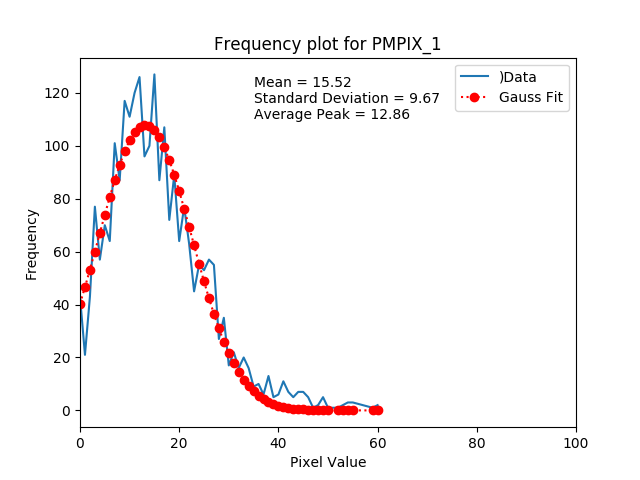 Frequency plot for PMPIX_1
Mean = 15.52
Standard Deviation = 9.67
Average Peak = 12.86
)Data
Gauss Fit
Frequency
120
100
80
60
40
20
0
0 20 40 60 80 100
Pixel Value